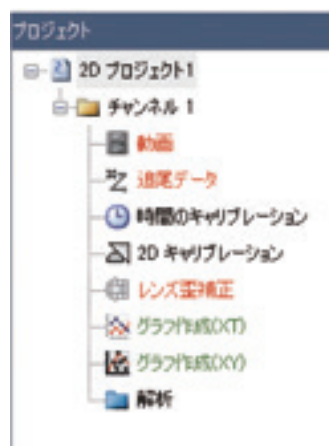 プロジェクト
2D プロジェクト1
チャンネル 1
動画
追尾データ
時間のキャリブレーション
2D キャリブレーション
レンズ歪補正
グラフ作成(XT)
グラフ作成(XY)
解析